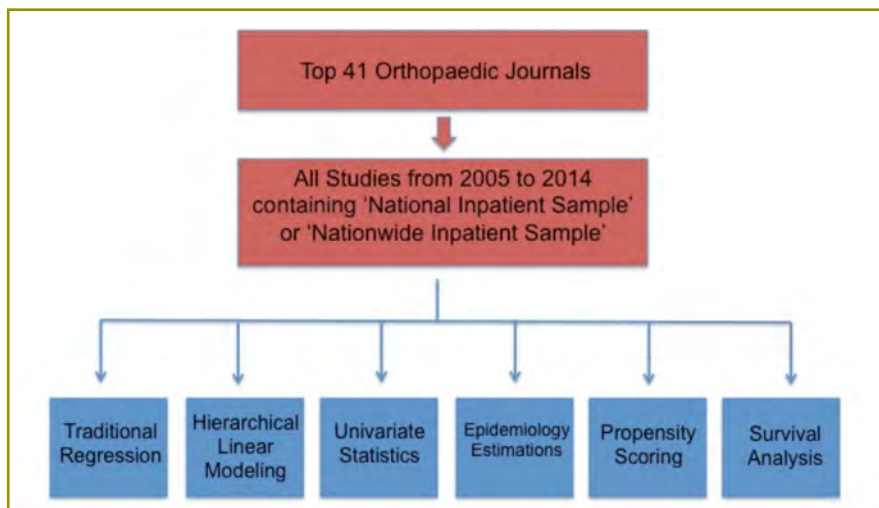 Top 41 Orthopaedic Journals
All Studies from 2005 to 2014
containing ‘National Inpatient Sample’
or ‘Nationwide Inpatient Sample’
Traditional
Regression
Hierarchical
Linear
Modeling
Univariate
Statistics
Epidemiology
Estimations
Propensity
Scoring
Survival
Analysis